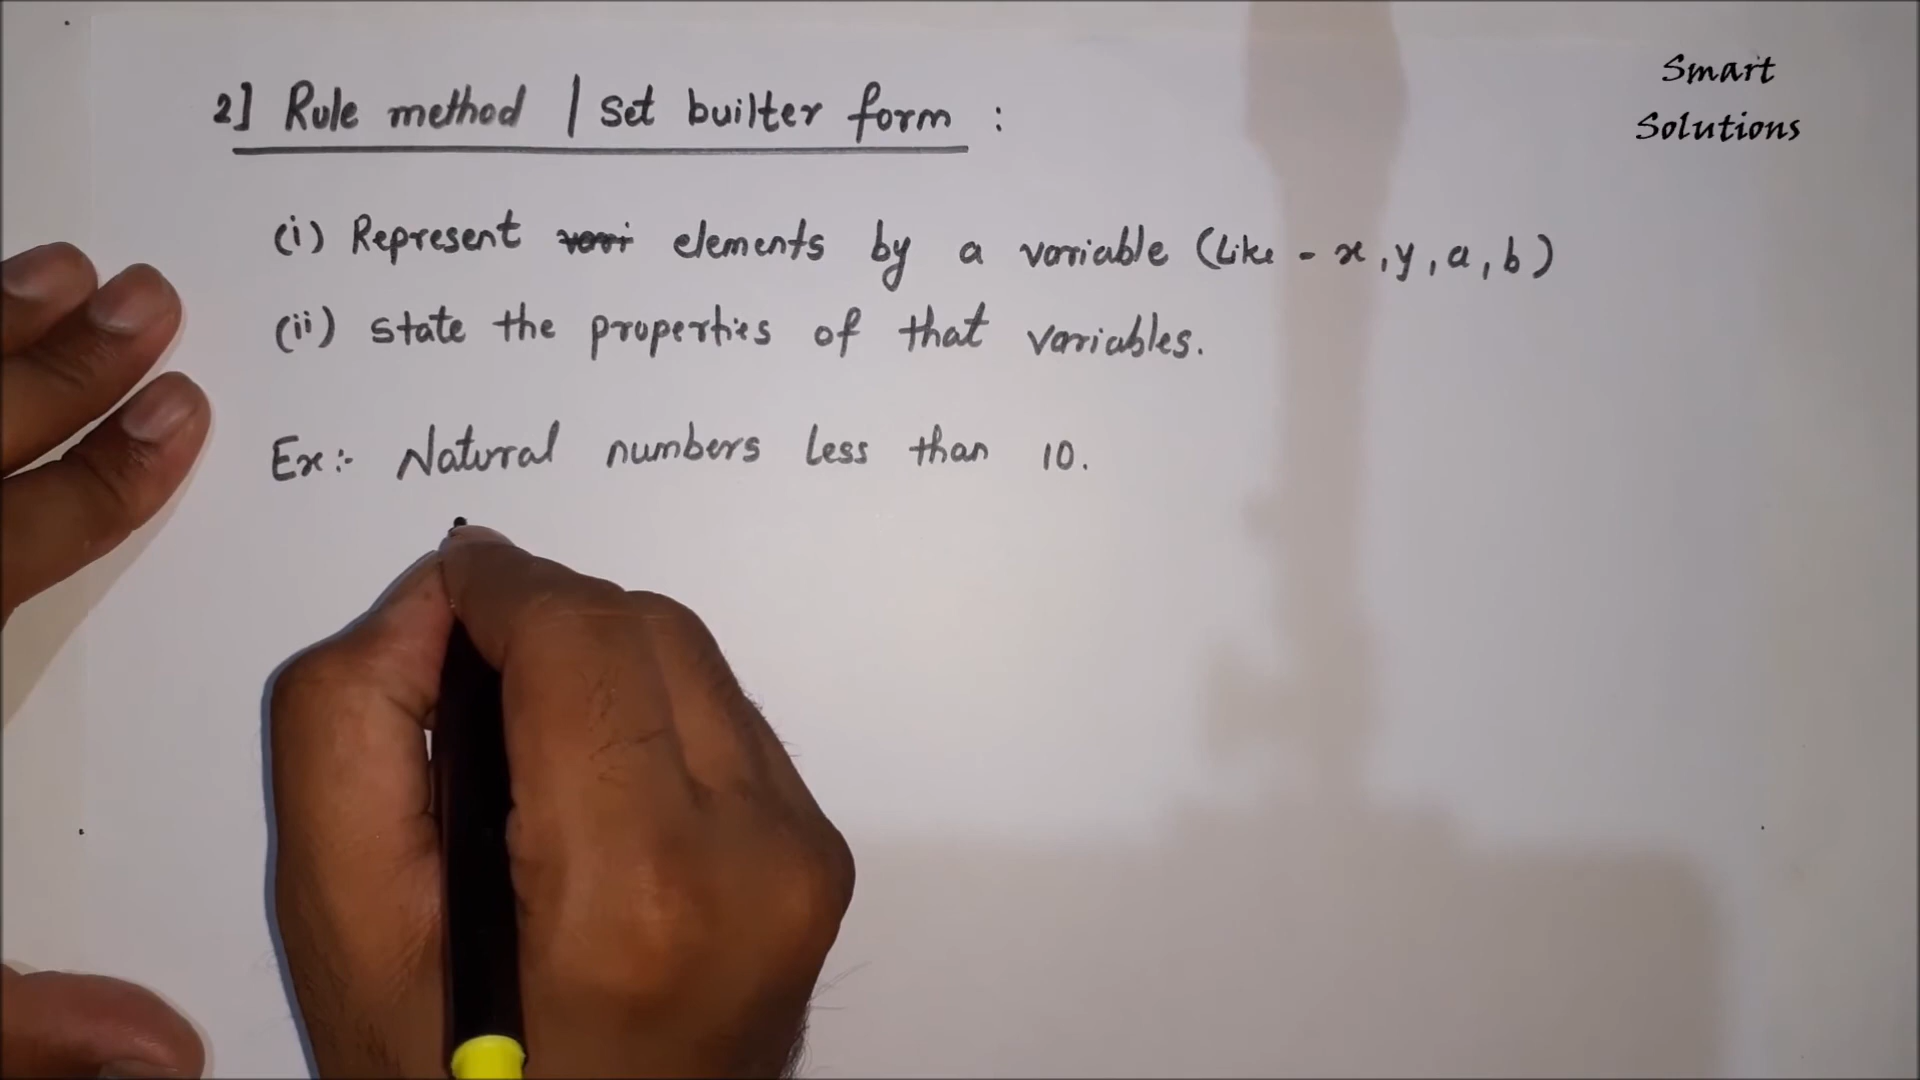 Smart
Solutions
2] Rule method | set builter form :
(i) Represent elements by a variable (Like - x, y, a, b)
(ii) state the properties of that variables.
Ex:- Natural numbers less than 10.